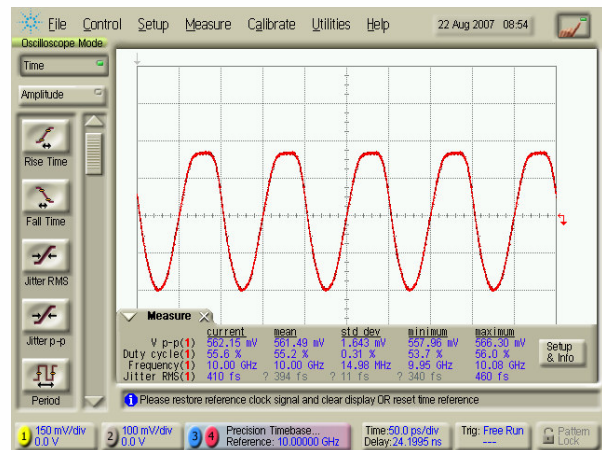 File Control Setup Measure Calibrate Utilities Help 22 Aug 2007 08:54
Oscilloscope Mode
Time
Amplitude
Rise Time
Fall Time
Jitter RMS
Jitter p-p
Period
Measure
current mean std dev minimum maximum
V p-p(1) 562.15 mV 561.49 mV 1.643 mV 557.96 mV 566.30 mV
Duty cycle(1) 55.6 % 55.2 % 0.31 % 53.7 % 56.0 %
Frequency(1) 10.00 GHz 10.00 GHz 14.98 MHz 9.95 GHz 10.08 GHz
Jitter RMS(1) 410 fs ? 394 fs ? 11 fs ? 340 fs 460 fs
Setup
& Info
Please restore reference clock signal and clear display OR reset time reference
1 150 mV/div
0.0 V
2 100 mV/div
0.0 V
3 4 Precision Timebase...
Reference: 10.00000 GHz
Time:50.0 ps/div
Delay:24.1995 ns
Trig: Free Run
---
Pattern
Lock